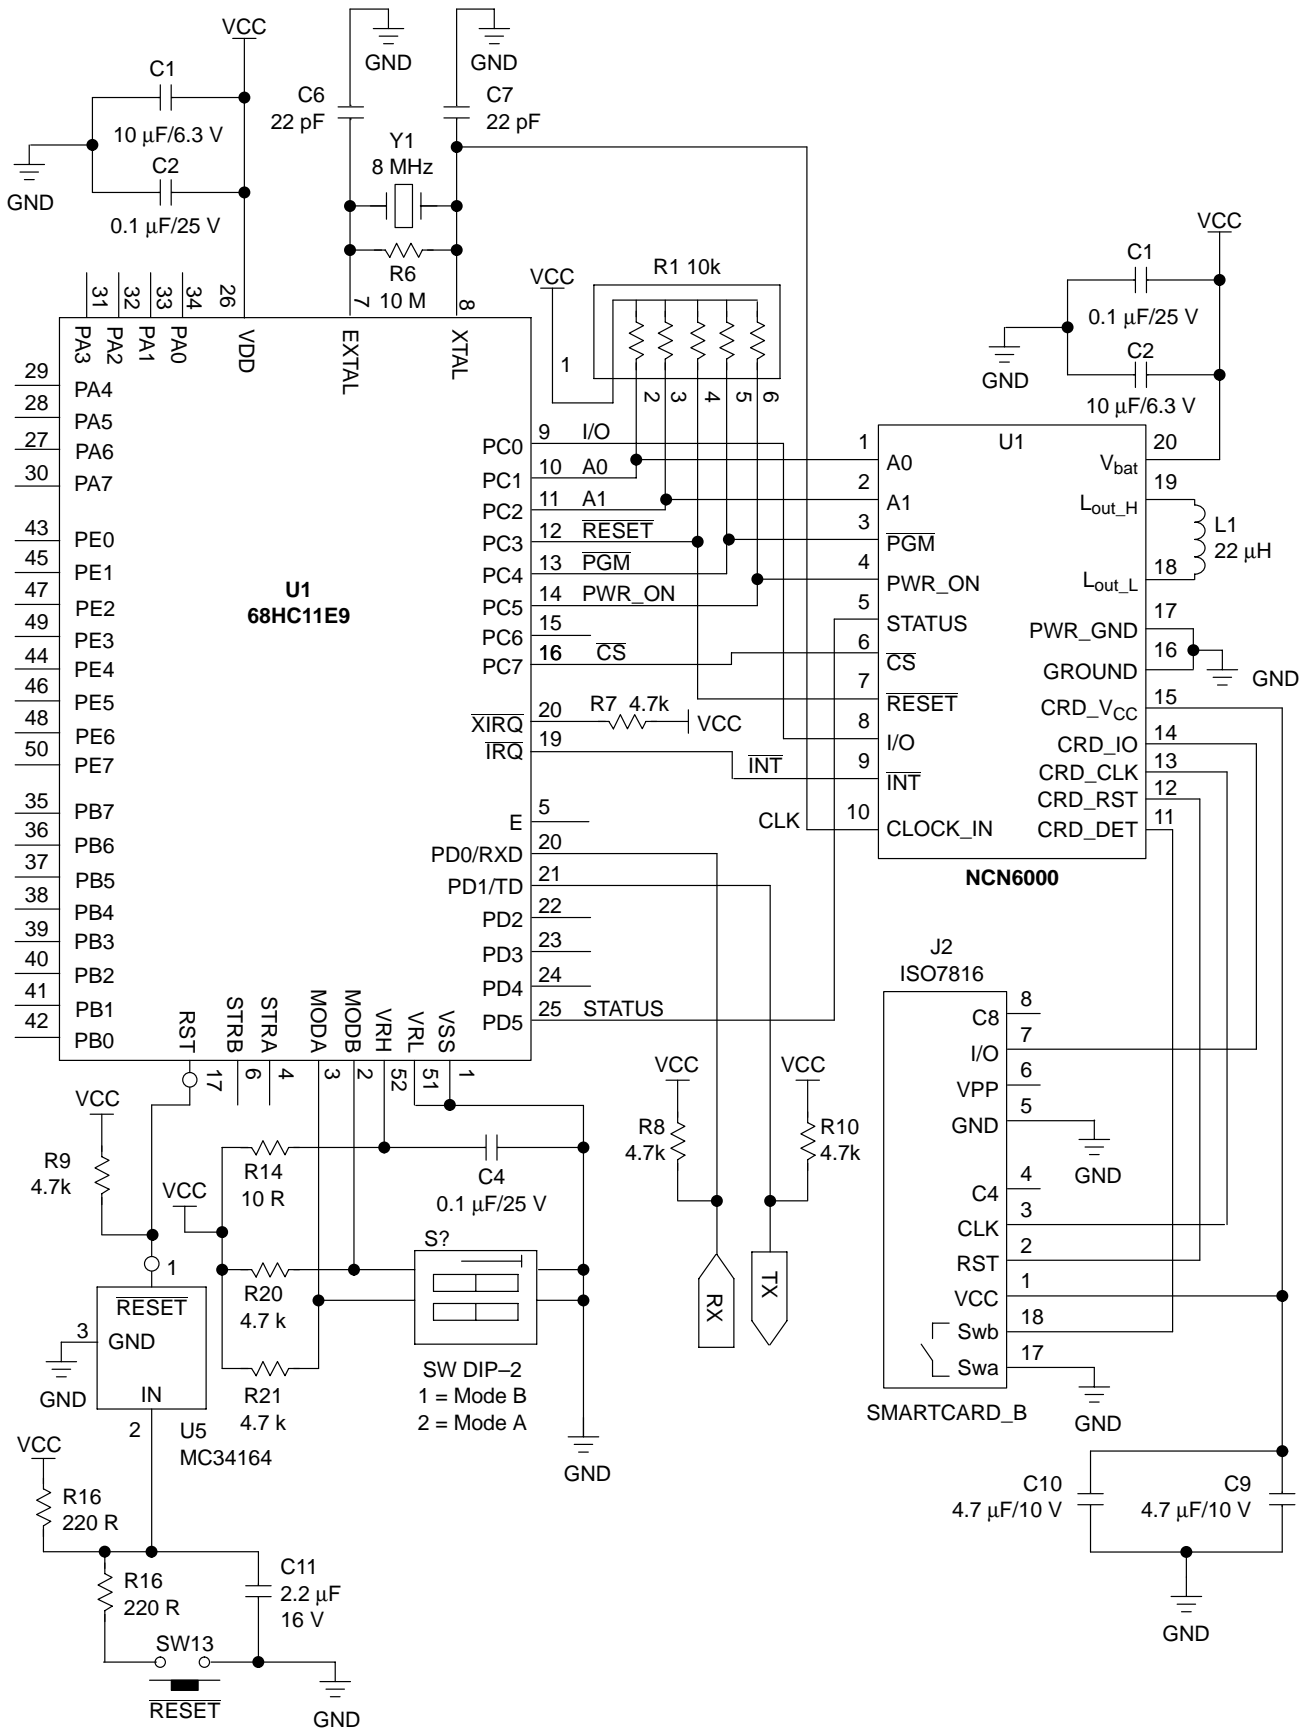 VCC
GND
GND
C1
10 µF/6.3 V
C2
0.1 µF/25 V
GND
C6
22 pF
C7
22 pF
Y1
8 MHz
R6
10 M
VCC
R1 10k
1
2
3
4
5
6
VCC
C1
0.1 µF/25 V
C2
10 µF/6.3 V
GND
31
32
33
34
26
7
8
PA3
PA2
PA1
PA0
VDD
EXTAL
XTAL
29 PA4
28 PA5
27 PA6
30 PA7
43 PE0
45 PE1
47 PE2
49 PE3
44 PE4
46 PE5
48 PE6
50 PE7
35 PB7
36 PB6
37 PB5
38 PB4
39 PB3
40 PB2
41 PB1
42 PB0
U1
68HC11E9
PC0 9 I/O
PC1 10 A0
PC2 11 A1
PC3 12 RESET
PC4 13 PGM
PC5 14 PWR_ON
PC6 15
PC7 16 CS
XIRQ 20 R7 4.7k VCC
IRQ 19 INT
E 5
PD0/RXD 20
PD1/TD 21
PD2 22
PD3 23
PD4 24
PD5 25 STATUS
CLK
U1
1 A0
2 A1
3 PGM
4 PWR_ON
5 STATUS
6 CS
7 RESET
8 I/O
9 INT
10 CLOCK_IN
Vbat 20
Lout_H 19
L1
22 µH
Lout_L 18
PWR_GND 17
GROUND 16
GND
CRD_VCC 15
CRD_IO 14
CRD_CLK 13
CRD_RST 12
CRD_DET 11
NCN6000
RST
STRB
STRA
MODA
MODB
VRH
VRL
VSS
17
6
4
3
2
52
51
1
VCC
R9
4.7k
VCC
R14
10 R
C4
0.1 µF/25 V
R20
4.7 k
R21
4.7 k
S?
SW DIP–2
1 = Mode B
2 = Mode A
GND
VCC
R8
4.7k
VCC
R10
4.7k
RX
TX
J2
ISO7816
C8 8
I/O 7
VPP 6
GND 5
GND
C4 4
CLK 3
RST 2
VCC 1
Swb 18
Swa 17
GND
SMARTCARD_B
1
RESET
3
GND
GND
IN
2
U5
MC34164
VCC
R16
220 R
R16
220 R
C11
2.2 µF
16 V
SW13
RESET
GND
C10
4.7 µF/10 V
C9
4.7 µF/10 V
GND